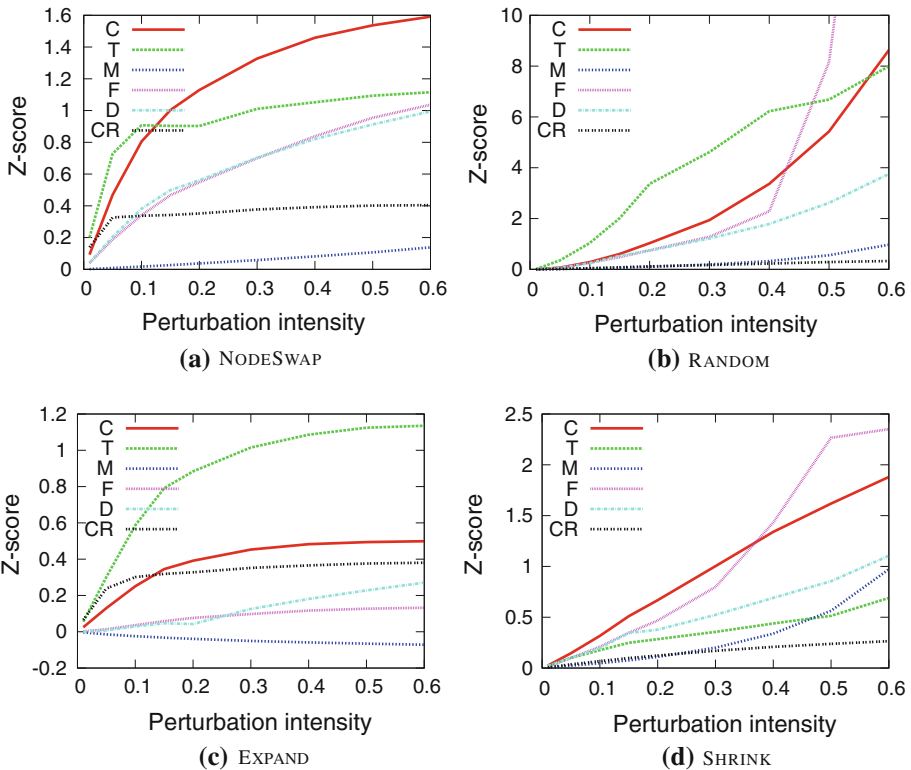 1.6
1.4
1.2
1
0.8
0.6
0.4
0.2
0
Z-score
C
T
M
F
D
CR
0 0.1 0.2 0.3 0.4 0.5 0.6
Perturbation intensity
(a) NODESWAP
10
8
6
4
2
0
Z-score
C
T
M
F
D
CR
0 0.1 0.2 0.3 0.4 0.5 0.6
Perturbation intensity
(b) RANDOM
1.2
1
0.8
0.6
0.4
0.2
0
-0.2
Z-score
C
T
M
F
D
CR
0 0.1 0.2 0.3 0.4 0.5 0.6
Perturbation intensity
(c) EXPAND
2.5
2
1.5
1
0.5
0
Z-score
C
T
M
F
D
CR
0 0.1 0.2 0.3 0.4 0.5 0.6
Perturbation intensity
(d) SHRINK